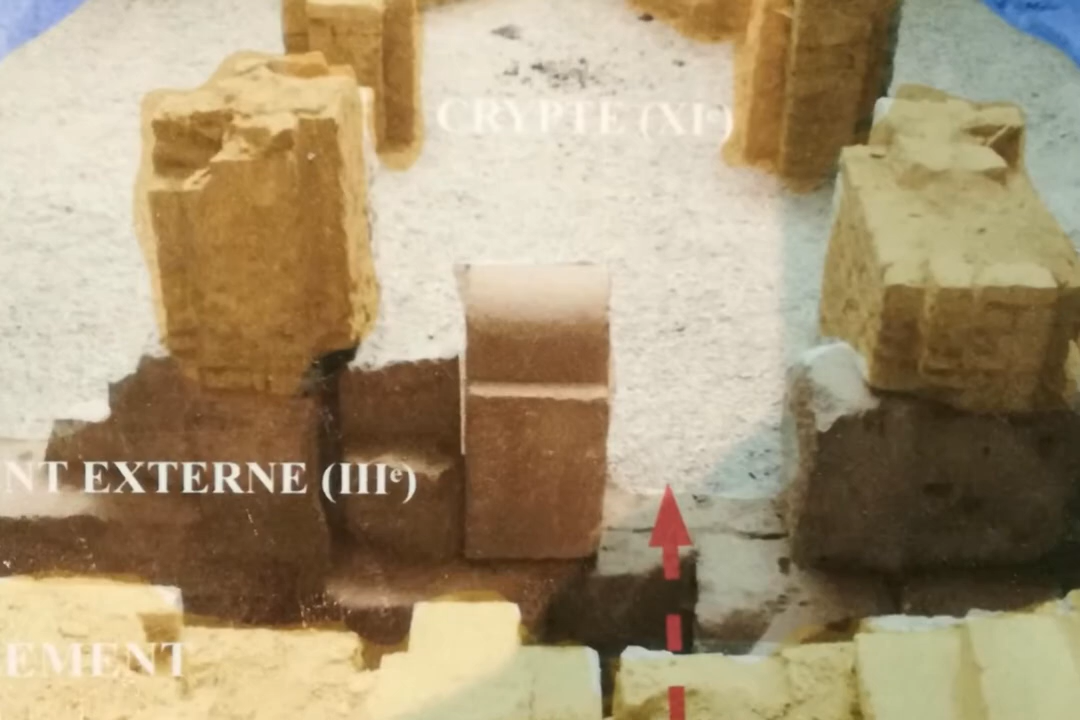 CRYPTE (XIᵉ)
NT EXTERNE (IIIᵉ)
EMENT